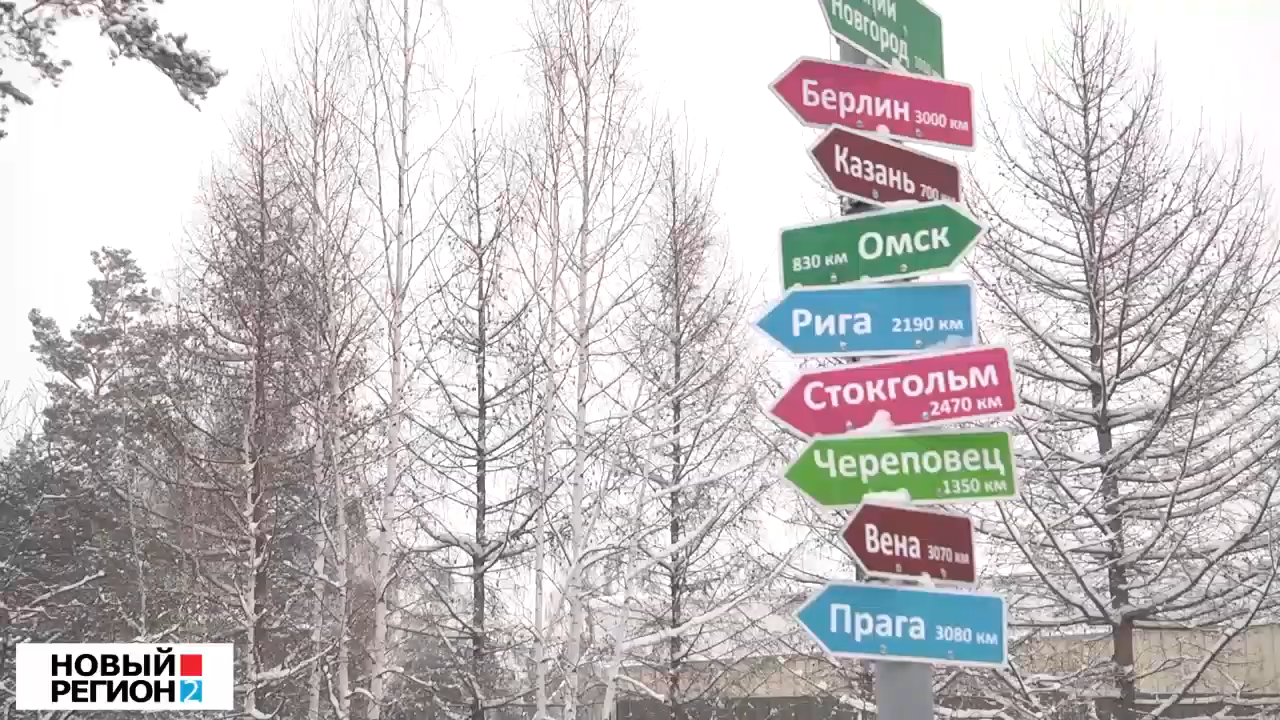 Новгород
Берлин 3000 км
Казань 700
830 км Омск
Рига 2190 км
Стокгольм
2470 км
Череповец
1350 км
Вена 3070 км
Прага 3080 км
НОВЫЙ
РЕГИОН 2